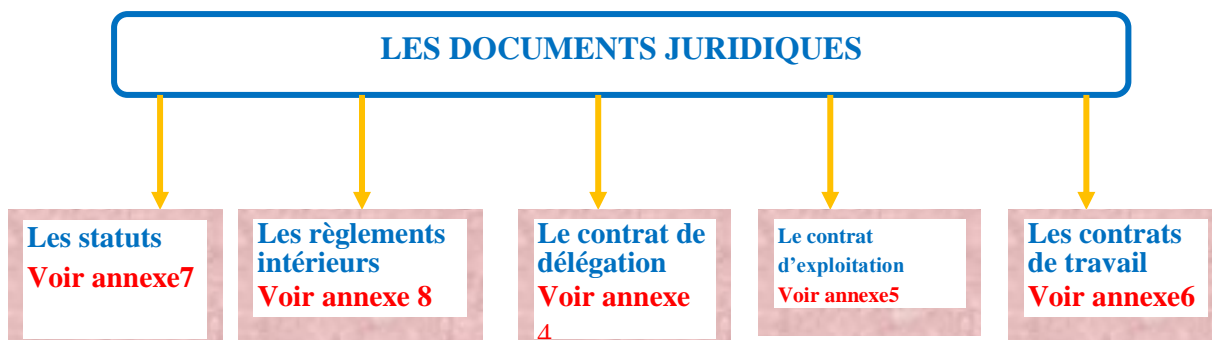 LES DOCUMENTS JURIDIQUES
Les statuts
Voir annexe7
Les règlements
intérieurs
Voir annexe 8
Le contrat de
délégation
Voir annexe
4
Le contrat
d’exploitation
Voir annexe5
Les contrats
de travail
Voir annexe6